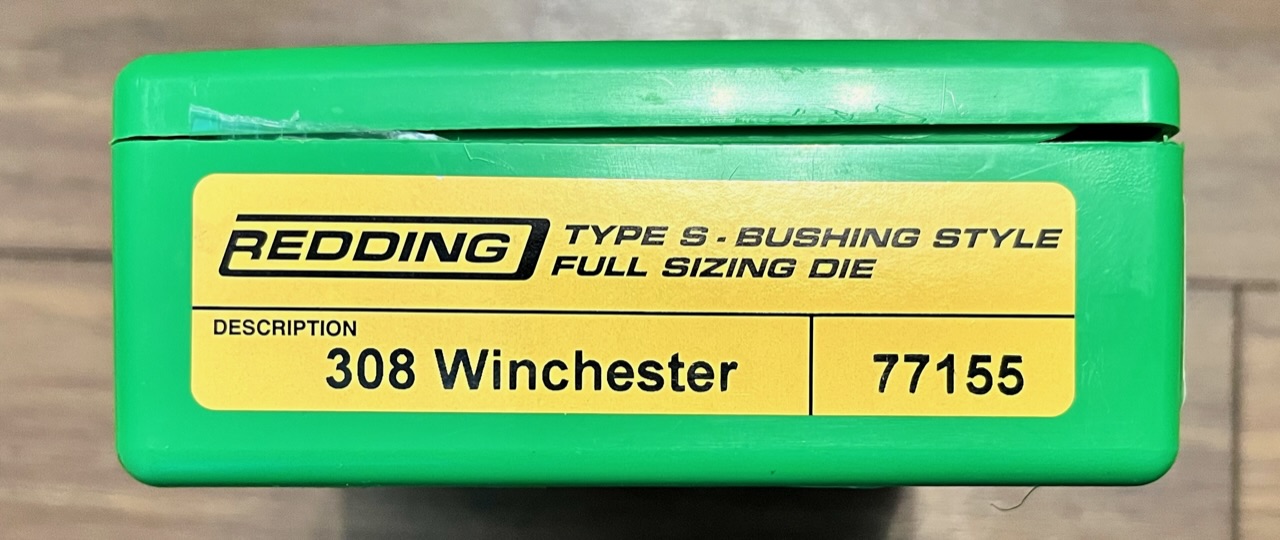 REDDING
TYPE S - BUSHING STYLE
FULL SIZING DIE
DESCRIPTION
308 Winchester
77155